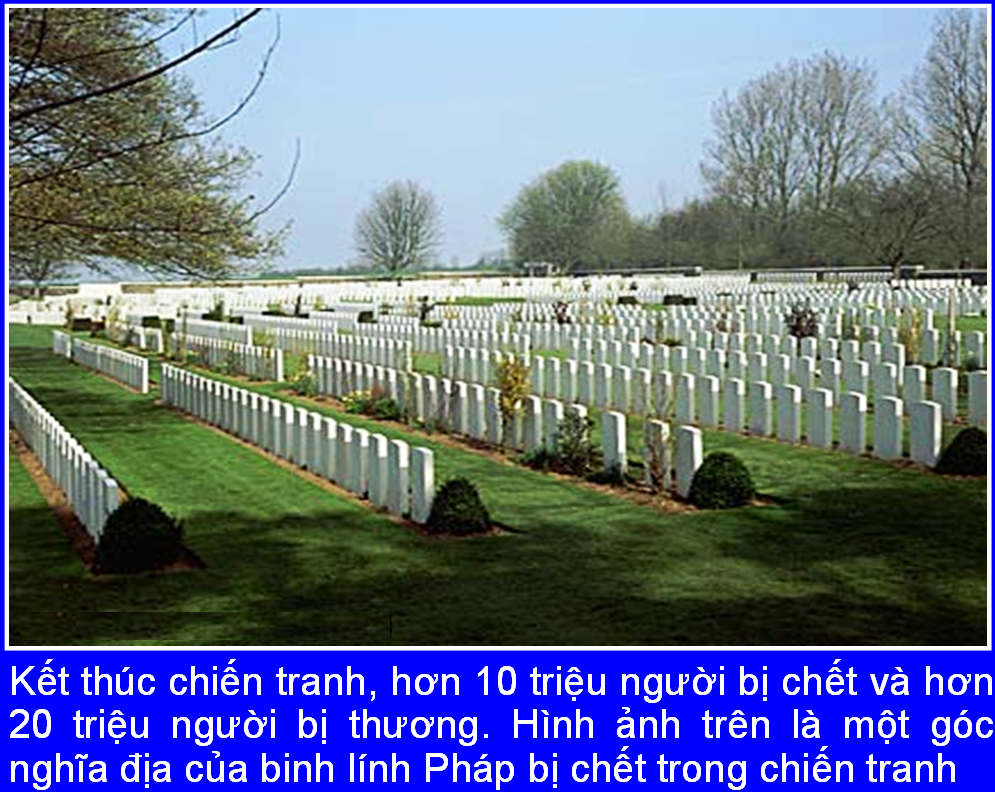 Kết thúc chiến tranh, hơn 10 triệu người bị chết và hơn
20 triệu người bị thương. Hình ảnh trên là một góc
nghĩa địa của binh lính Pháp bị chết trong chiến tranh